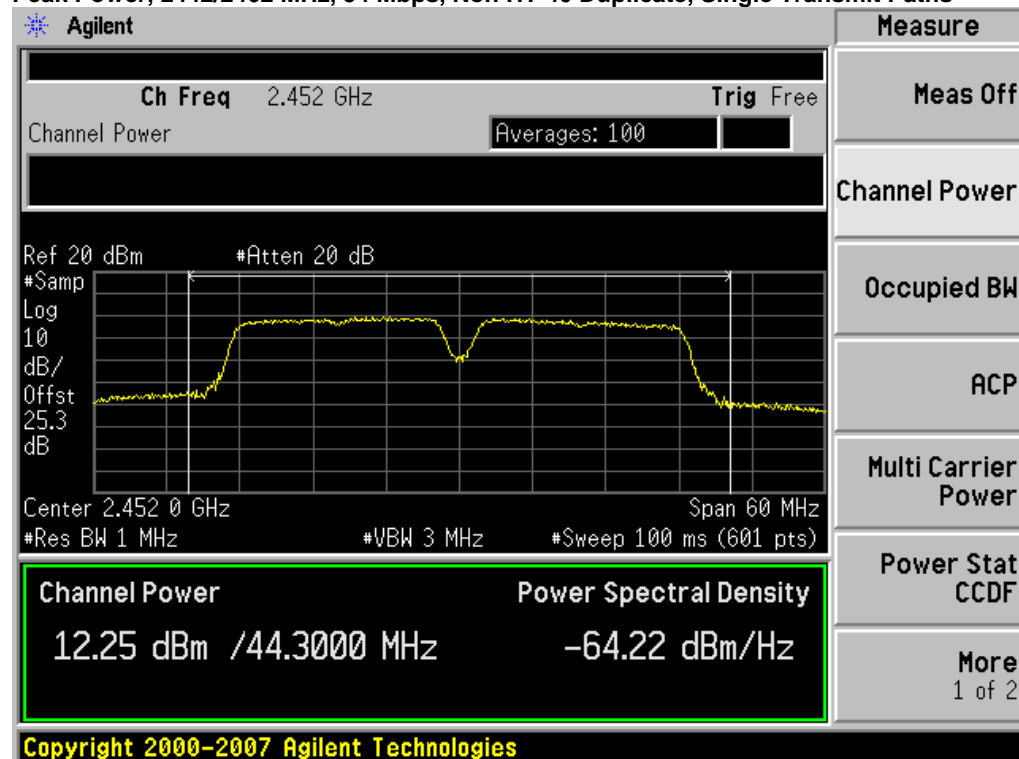 Peak Power, 2442/2462 MHz, 54 Mbps, Non HT-40 Duplicate, Single Transmit Paths
Agilent
Measure
Ch Freq 2.452 GHz Trig Free
Channel Power Averages: 100
Ref 20 dBm #Atten 20 dB
#Samp
Log
10
dB/
Offst
25.3
dB
Center 2.452 0 GHz Span 60 MHz
#Res BW 1 MHz #VBW 3 MHz #Sweep 100 ms (601 pts)
Channel Power Power Spectral Density
12.25 dBm /44.3000 MHz -64.22 dBm/Hz
Meas Off
Channel Power
Occupied BW
ACP
Multi Carrier
Power
Power Stat
CCDF
More
1 of 2
Copyright 2000-2007 Agilent Technologies